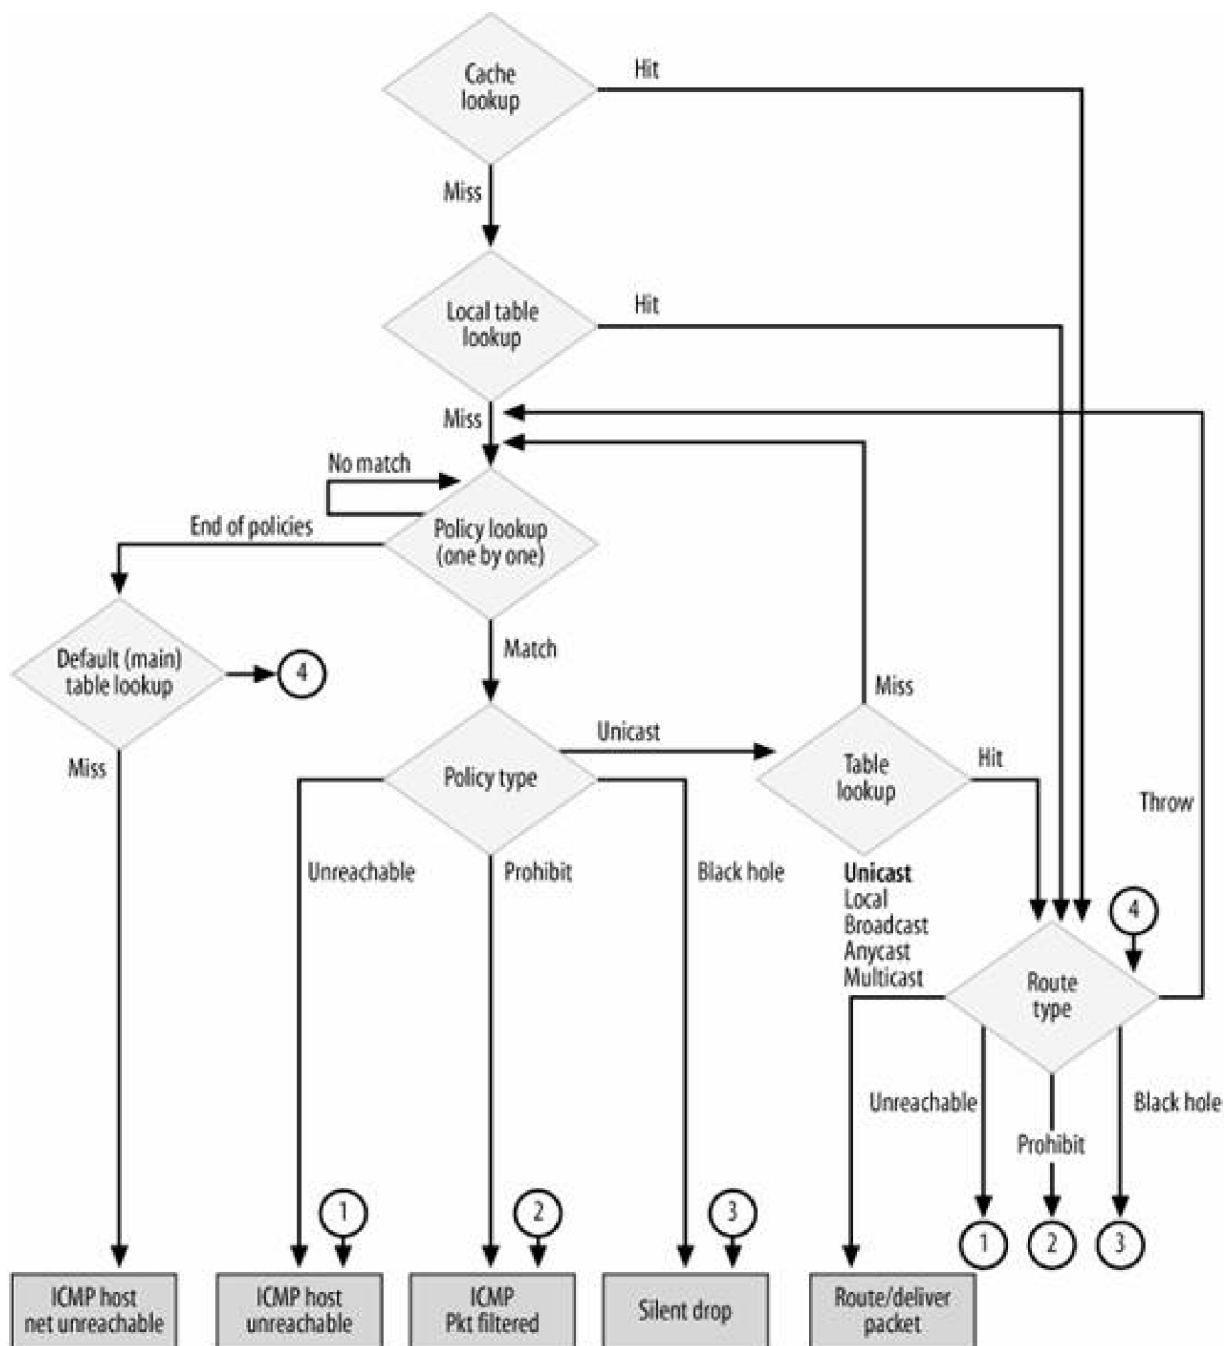 Cache
lookup
Hit
Miss
Local table
lookup
Hit
Miss
No match
End of policies
Policy lookup
(one by one)
Default (main)
table lookup
4
Match
Miss
Unicast
Miss
Policy type
Table
lookup
Hit
Throw
Unreachable
Prohibit
Black hole
Unicast
Local
Broadcast
Anycast
Multicast
4
Route
type
Unreachable
Prohibit
Black hole
1
2
3
1
2
3
ICMP host
net unreachable
ICMP host
unreachable
ICMP
Pkt filtered
Silent drop
Route/deliver
packet